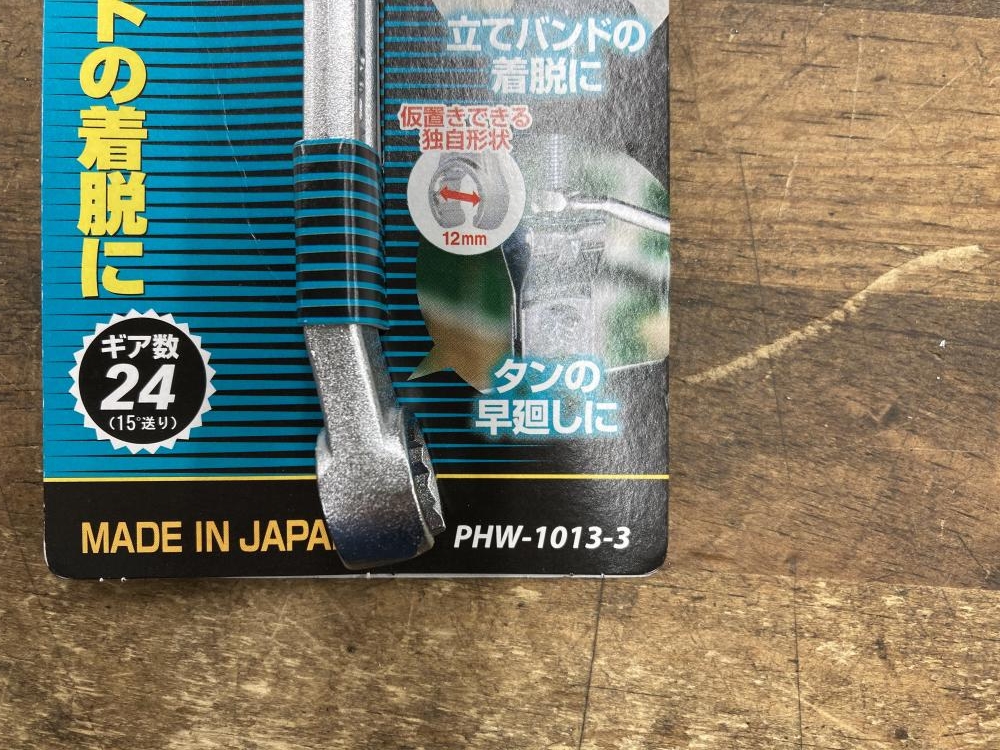 の着脱に
立てバンドの
着脱に
仮置きできる
独自形状
12mm
タンの
早廻しに
ギア数
24
(15°送り)
MADE IN JAPA
PHW-1013-3